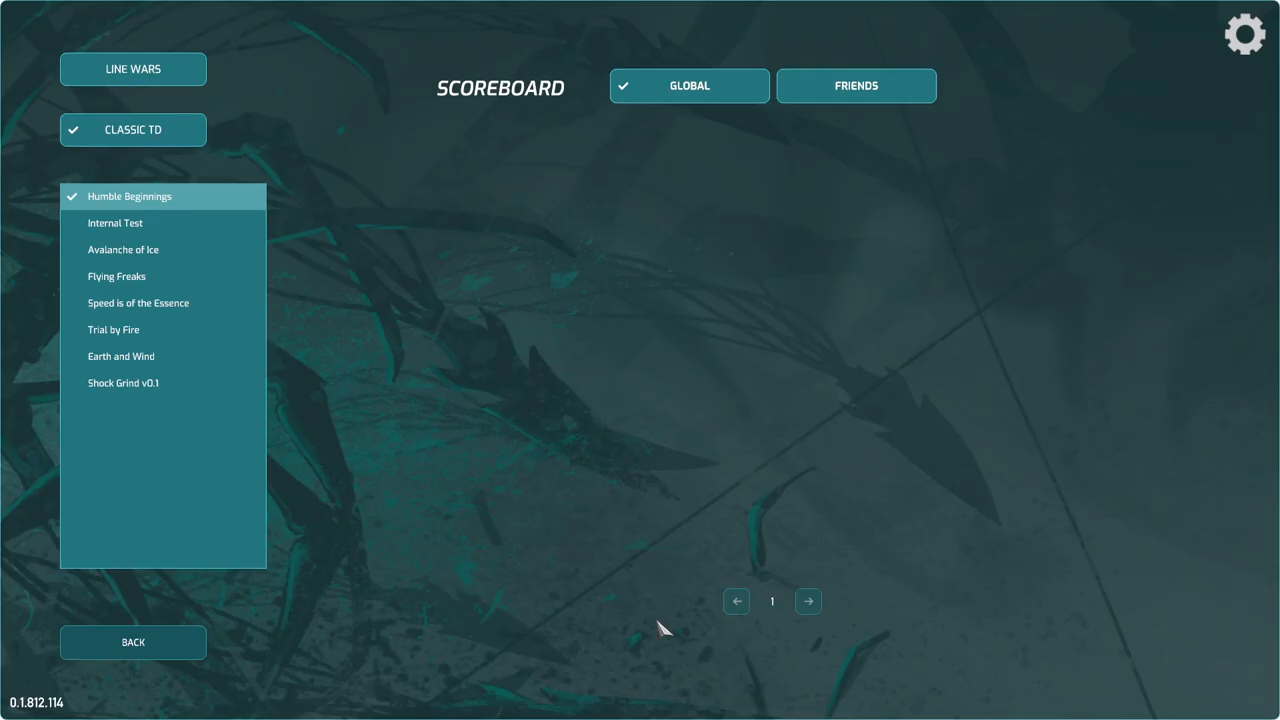 LINE WARS
SCOREBOARD
GLOBAL
FRIENDS
CLASSIC TD
Humble Beginnings
Internal Test
Avalanche of Ice
Flying Freaks
Speed is of the Essence
Trial by Fire
Earth and Wind
Shock Grind v0.1
1
BACK
0.1.812.114